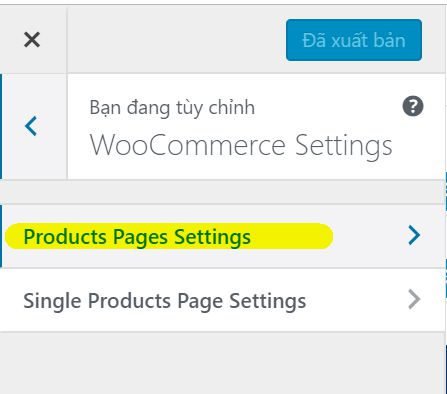 Đã xuất bản
Bạn đang tùy chỉnh
WooCommerce Settings
Products Pages Settings
Single Products Page Settings